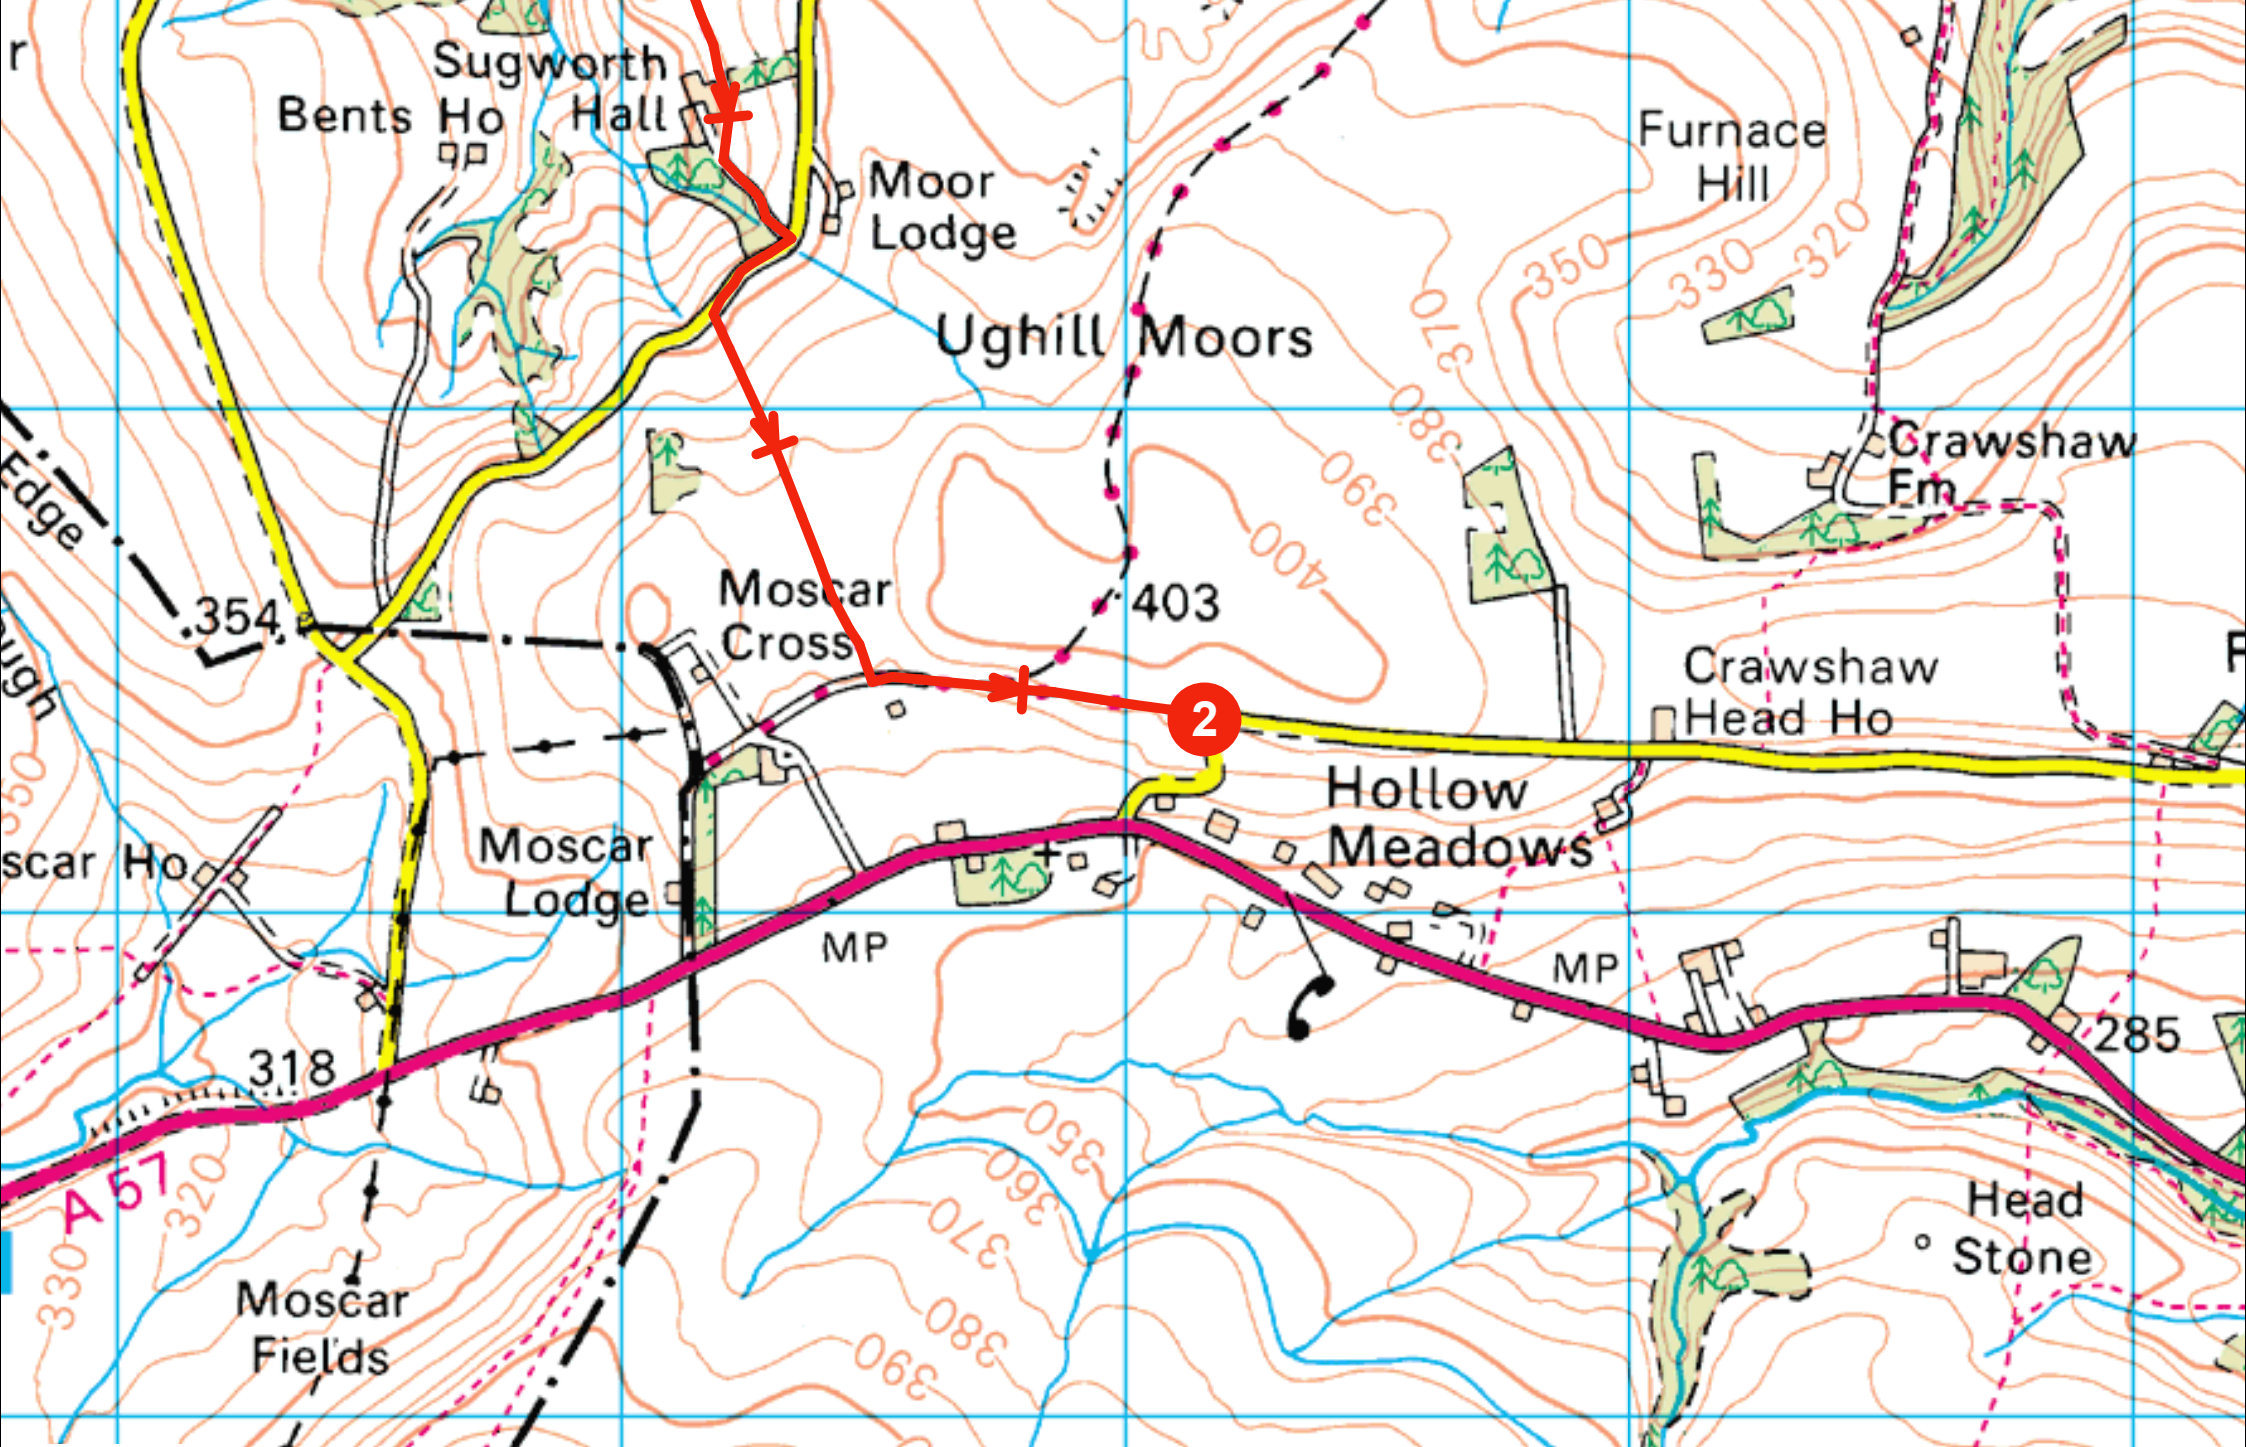 r
Sugworth
Hall
Bents Ho
Moor
Lodge
Furnace
Hill
350
330
320
Ughill Moors
370
380
390
400
Edge
Crawshaw
Fm
Moscar
Cross
354
403
ough
350
2
Crawshaw
Head Ho
F
Hollow
Meadows
scar Ho
Moscar
Lodge
MP
MP
318
285
A 57
320
330
350
360
370
380
390
Head
Stone
Moscar
Fields